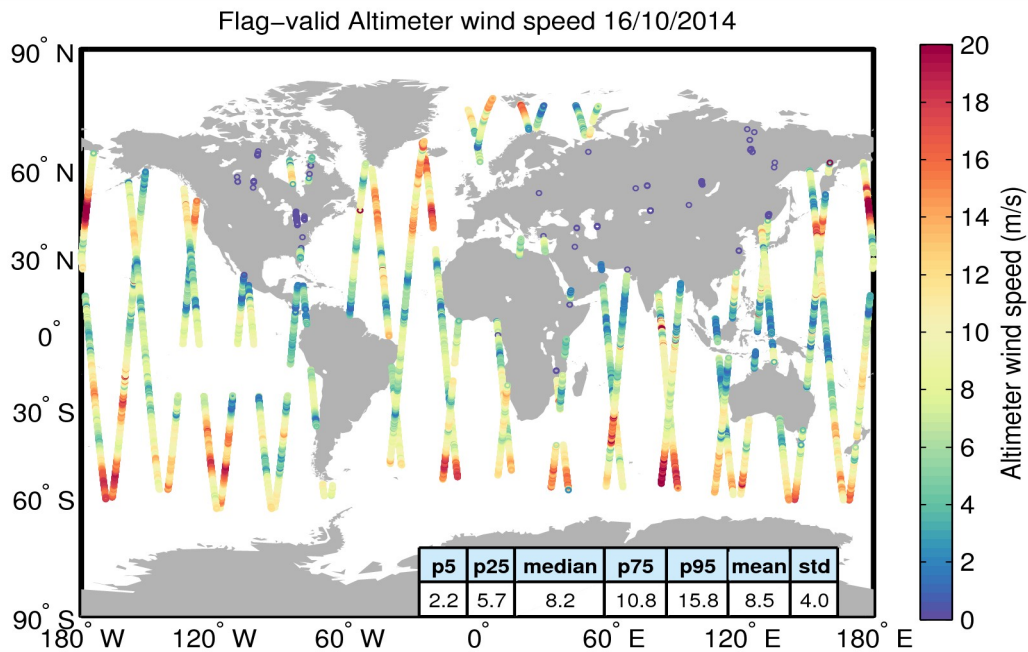 Flag−valid Altimeter wind speed 16/10/2014
90° N
60° N
30° N
0°
30° S
60° S
90° S
180° W
120° W
60° W
0°
60° E
120° E
180° E
p5 p25 median p75 p95 mean std
2.2 5.7 8.2 10.8 15.8 8.5 4.0
20
18
16
14
12
10
8
6
4
2
0
Altimeter wind speed (m/s)